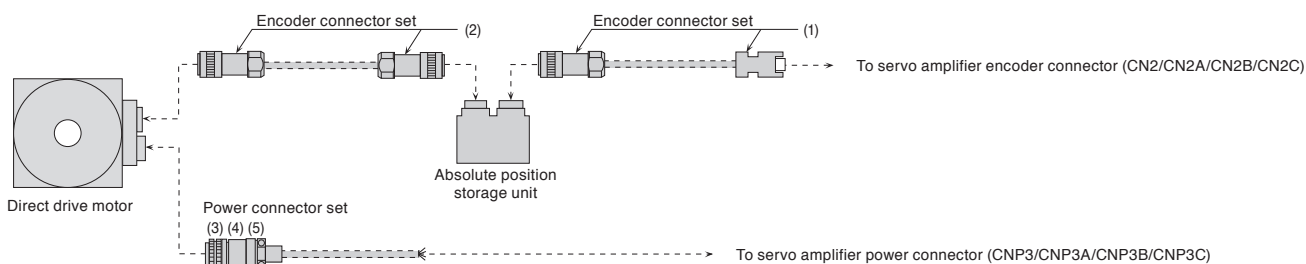 Encoder connector set
(2)
Encoder connector set
(1)
To servo amplifier encoder connector (CN2/CN2A/CN2B/CN2C)
Absolute position
storage unit
Direct drive motor
Power connector set
(3) (4) (5)
To servo amplifier power connector (CNP3/CNP3A/CNP3B/CNP3C)